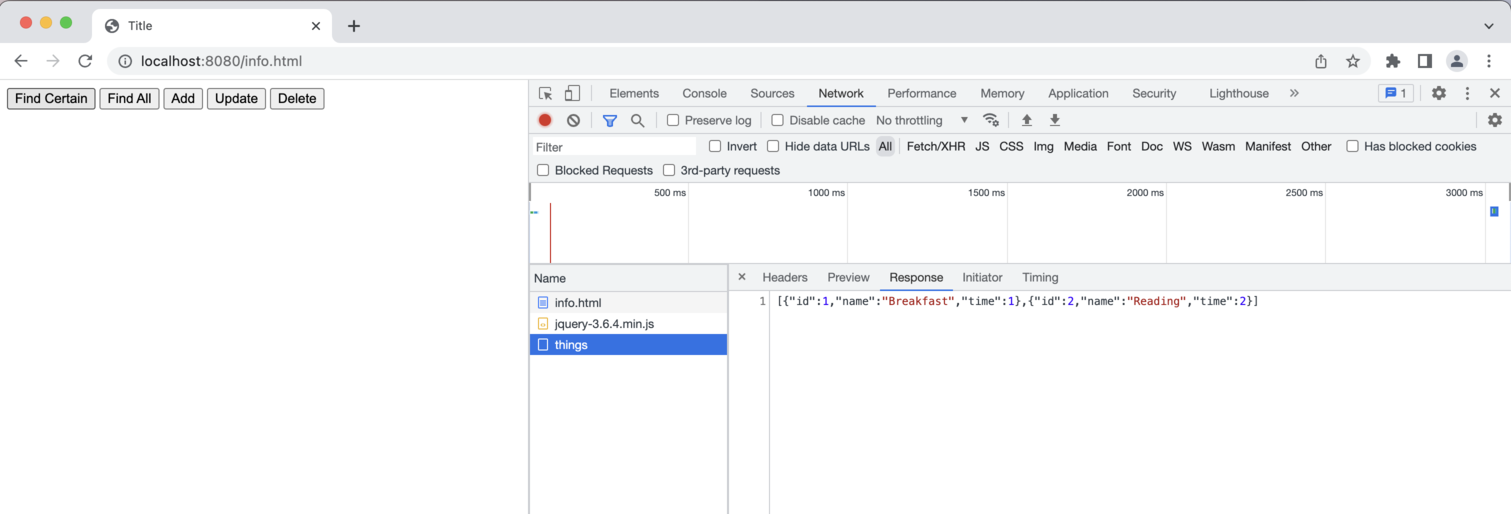 Title
localhost:8080/info.html
Find Certain Find All Add Update Delete
Elements Console Sources Network Performance Memory Application Security Lighthouse » 1
Preserve log Disable cache No throttling
Filter Invert Hide data URLs All Fetch/XHR JS CSS Img Media Font Doc WS Wasm Manifest Other Has blocked cookies
Blocked Requests 3rd-party requests
500 ms 1000 ms 1500 ms 2000 ms 2500 ms 3000 ms
Name × Headers Preview Response Initiator Timing
info.html 1 [{"id":1,"name":"Breakfast","time":1},{"id":2,"name":"Reading","time":2}]
jquery-3.6.4.min.js
things